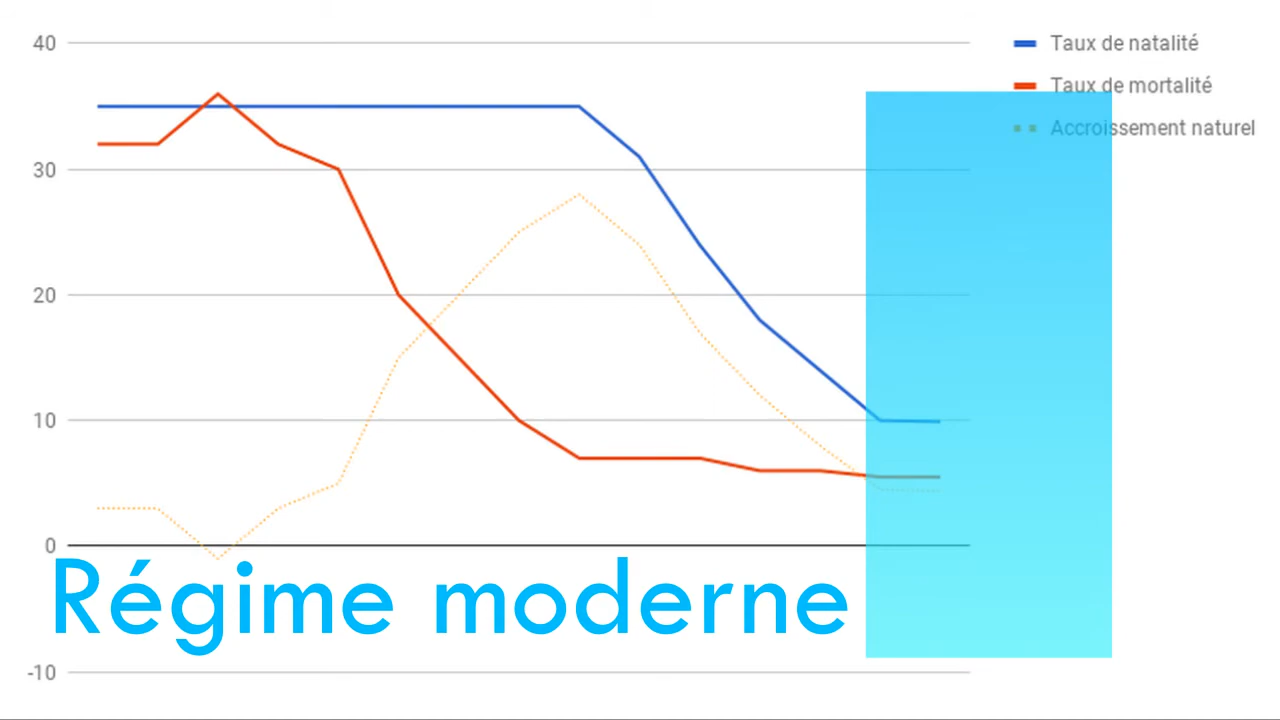 40
30
20
10
0
-10
Taux de natalité
Taux de mortalité
Accroissement naturel
Régime moderne